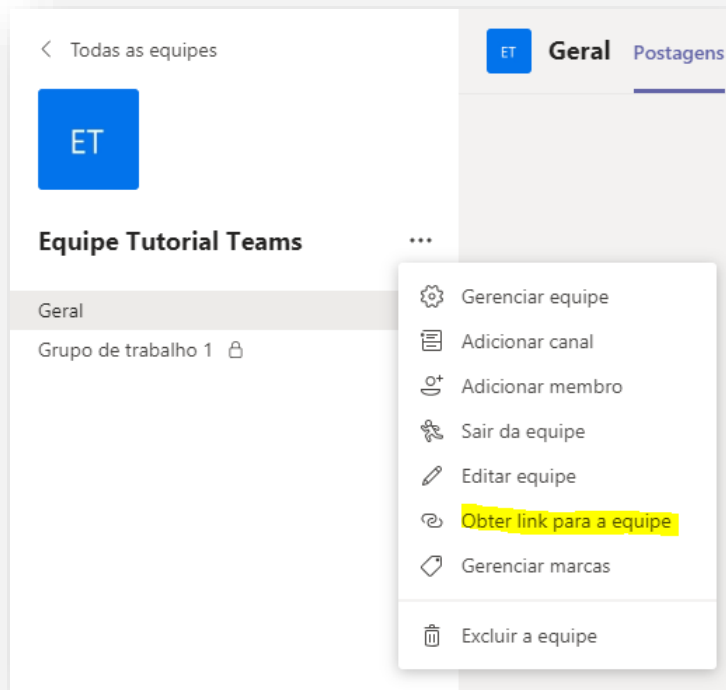 Todas as equipes
ET
Geral Postagens
ET
Equipe Tutorial Teams
Geral
Grupo de trabalho 1
Gerenciar equipe
Adicionar canal
Adicionar membro
Sair da equipe
Editar equipe
Obter link para a equipe
Gerenciar marcas
Excluir a equipe